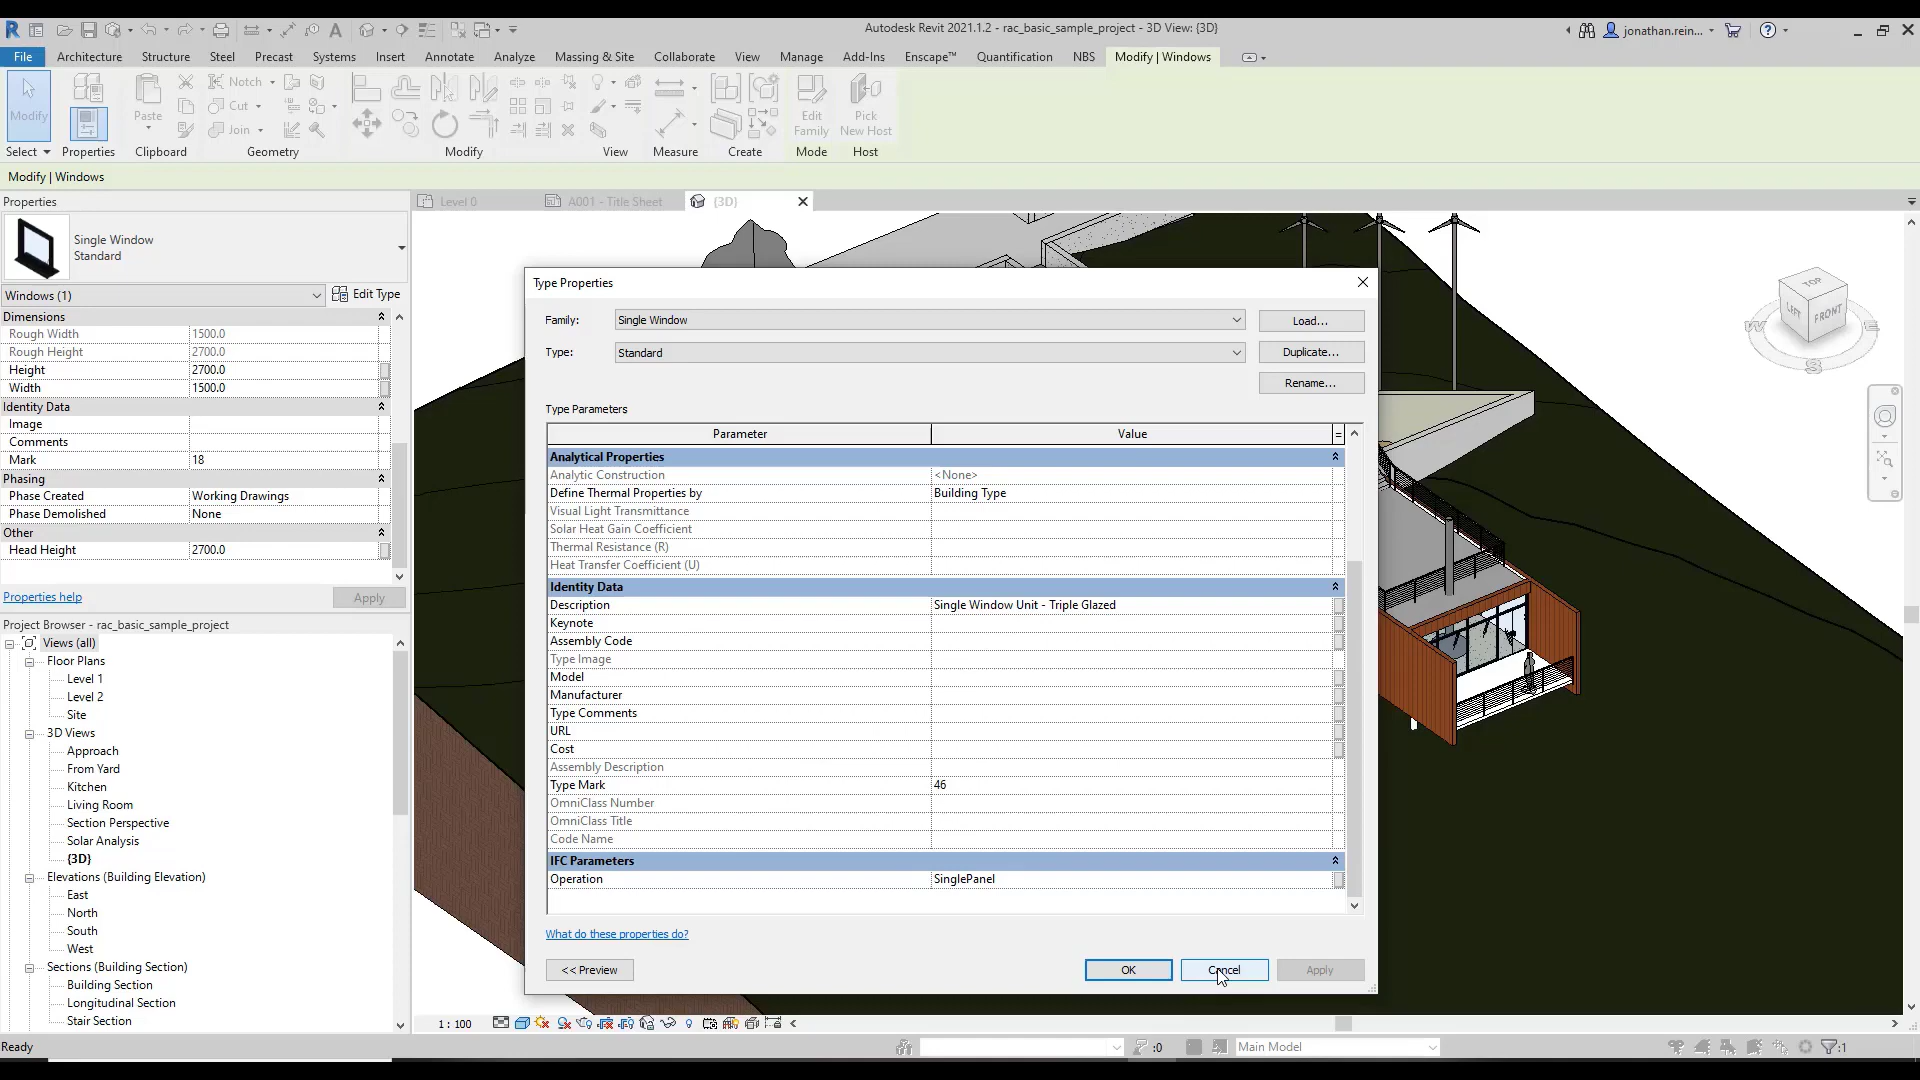 Autodesk Revit 2021.1.2 - rac_basic_sample_project - 3D View: {3D}
jonathan.rein...
File Architecture Structure Steel Precast Systems Insert Annotate Analyze Massing & Site Collaborate View Manage Add-Ins Enscape™ Quantification NBS Modify | Windows
Modify
Paste
Notch
Cut
Join
Edit Family
Pick New Host
Select Properties Clipboard Geometry Modify View Measure Create Mode Host
Modify | Windows
Properties
Single Window
Standard
Windows (1)
Edit Type
Dimensions
Rough Width 1500.0
Rough Height 2700.0
Height 2700.0
Width 1500.0
Identity Data
Image
Comments
Mark 18
Phasing
Phase Created Working Drawings
Phase Demolished None
Other
Head Height 2700.0
Properties help
Apply
Project Browser - rac_basic_sample_project
Views (all)
Floor Plans
Level 1
Level 2
Site
3D Views
Approach
From Yard
Kitchen
Living Room
Section Perspective
Solar Analysis
{3D}
Elevations (Building Elevation)
East
North
South
West
Sections (Building Section)
Building Section
Longitudinal Section
Stair Section
Level 0
A001 - Title Sheet
{3D}
TOP
LEFT
FRONT
W
E
S
Type Properties
Family: Single Window Load...
Type: Standard Duplicate...
Rename...
Type Parameters
Parameter Value =
Analytical Properties
Analytic Construction <None>
Define Thermal Properties by Building Type
Visual Light Transmittance
Solar Heat Gain Coefficient
Thermal Resistance (R)
Heat Transfer Coefficient (U)
Identity Data
Description Single Window Unit - Triple Glazed
Keynote
Assembly Code
Type Image
Model
Manufacturer
Type Comments
URL
Cost
Assembly Description
Type Mark 46
OmniClass Number
OmniClass Title
Code Name
IFC Parameters
Operation SinglePanel
What do these properties do?
<< Preview OK Cancel Apply
1 : 100
Ready
:0
Main Model
:1